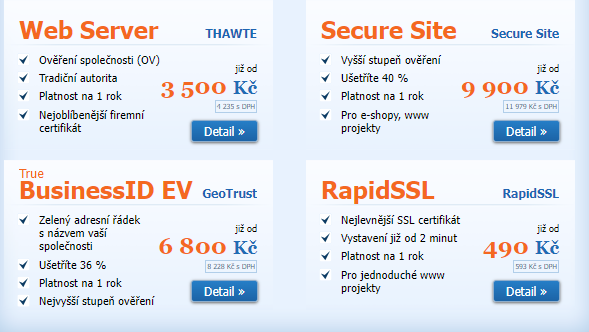 Web Server THAWTE
Ověření společnosti (OV)
Tradiční autorita
Platnost na 1 rok
Nejoblíbenější firemní
certifikát
již od
3 500 Kč
4 235 s DPH
Detail »
Secure Site Secure Site
Vyšší stupeň ověření
Ušetříte 40 %
Platnost na 1 rok
Pro e-shopy, www
projekty
již od
9 900 Kč
11 979 Kč s DPH
Detail »
True
BusinessID EV GeoTrust
Zelený adresní řádek
s názvem vaší
společnosti
Ušetříte 36 %
Platnost na 1 rok
Nejvyšší stupeň ověření
již od
6 800 Kč
8 228 Kč s DPH
Detail »
RapidSSL RapidSSL
Nejlevnější SSL certifikát
Vystavení již od 2 minut
Platnost na 1 rok
Pro jednoduché www
projekty
již od
490 Kč
593 Kč s DPH
Detail »